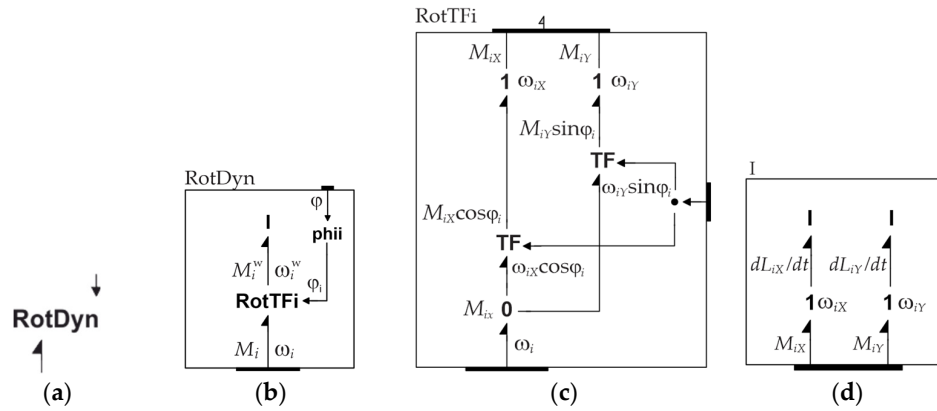 RotDyn
(a)
RotDyn
φ
phii
I
M_i^w ω_i^w
φ_i
RotTFi
M_i ω_i
(b)
RotTFi
4
M_iX M_iY
1 ω_iX 1 ω_iY
M_iY sinφ_i
TF
ω_iY sinφ_i
M_iX cosφ_i
TF
ω_iX cosφ_i
M_ix 0
ω_i
(c)
I
I I
dL_iX/dt dL_iY/dt
1 ω_iX 1 ω_iY
M_iX M_iY
(d)